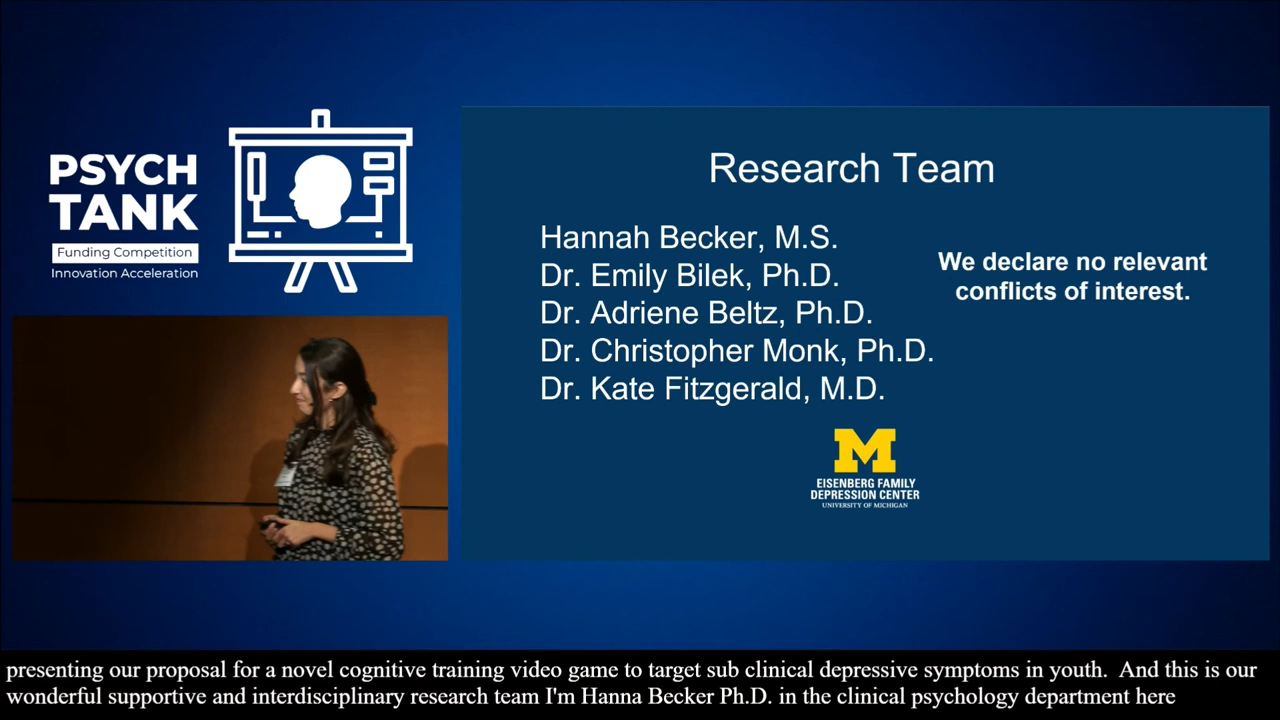 PSYCH
TANK
Funding Competition
Innovation Acceleration
Research Team
Hannah Becker, M.S.
Dr. Emily Bilek, Ph.D.
Dr. Adriene Beltz, Ph.D.
Dr. Christopher Monk, Ph.D.
Dr. Kate Fitzgerald, M.D.
We declare no relevant
conflicts of interest.
M
EISENBERG FAMILY
DEPRESSION CENTER
UNIVERSITY OF MICHIGAN
presenting our proposal for a novel cognitive training video game to target sub clinical depressive symptoms in youth.  And this is our
wonderful supportive and interdisciplinary research team I'm Hanna Becker Ph.D. in the clinical psychology department here